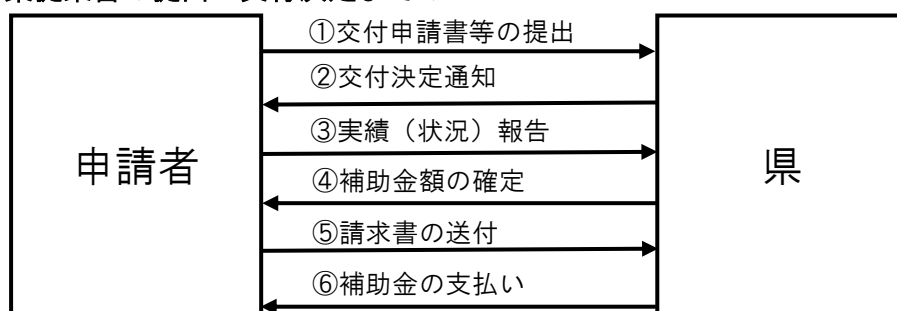 ①交付申請書等の提出
②交付決定通知
③実績（状況）報告
④補助金額の確定
⑤請求書の送付
⑥補助金の支払い
申請者
県